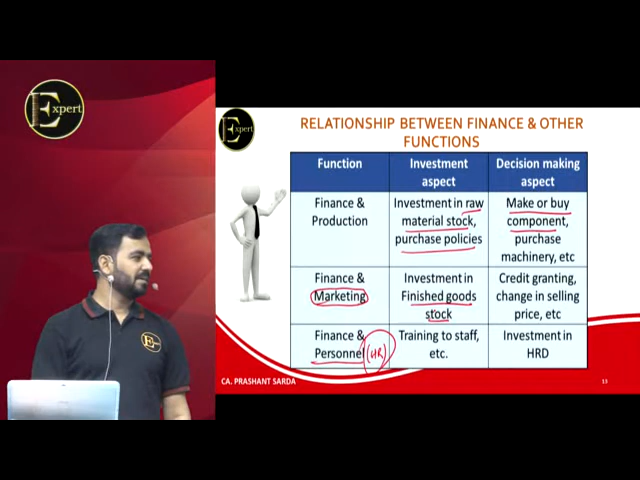 Expert
Expert
RELATIONSHIP BETWEEN FINANCE & OTHER
FUNCTIONS
Function
Investment
aspect
Decision making
aspect
Finance &
Production
Investment in raw
material stock,
purchase policies
Make or buy
component,
purchase
machinery, etc
Finance &
Marketing
Investment in
Finished goods
stock
Credit granting,
change in selling
price, etc
Finance &
Personnel (HR)
Training to staff,
etc.
Investment in
HRD
CA. PRASHANT SARDA
13